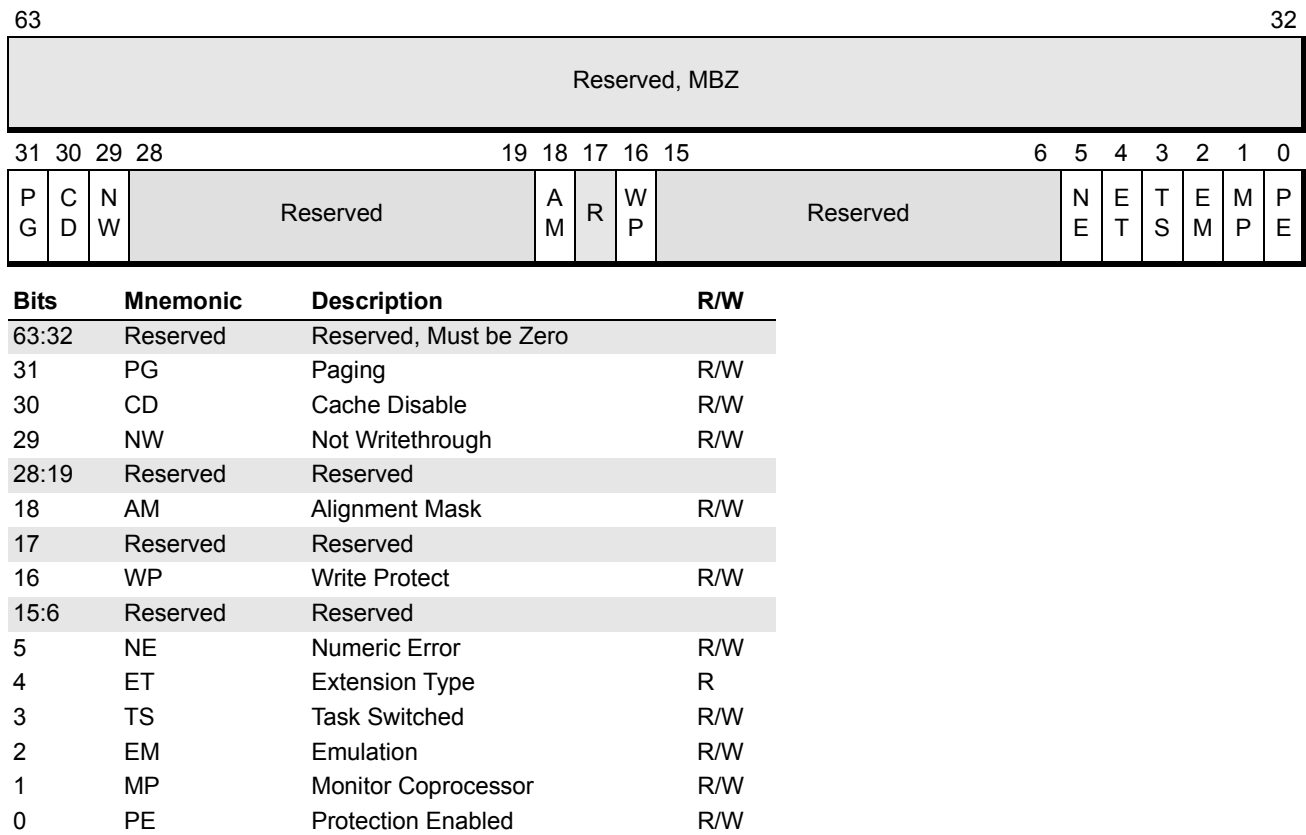 63 32
Reserved, MBZ
31 30 29 28 19 18 17 16 15 6 5 4 3 2 1 0
P C N Reserved A R W Reserved N E T E M P
G D W M P E T S M P E
Bits Mnemonic Description R/W
63:32 Reserved Reserved, Must be Zero
31 PG Paging R/W
30 CD Cache Disable R/W
29 NW Not Writethrough R/W
28:19 Reserved Reserved
18 AM Alignment Mask R/W
17 Reserved Reserved
16 WP Write Protect R/W
15:6 Reserved Reserved
5 NE Numeric Error R/W
4 ET Extension Type R
3 TS Task Switched R/W
2 EM Emulation R/W
1 MP Monitor Coprocessor R/W
0 PE Protection Enabled R/W